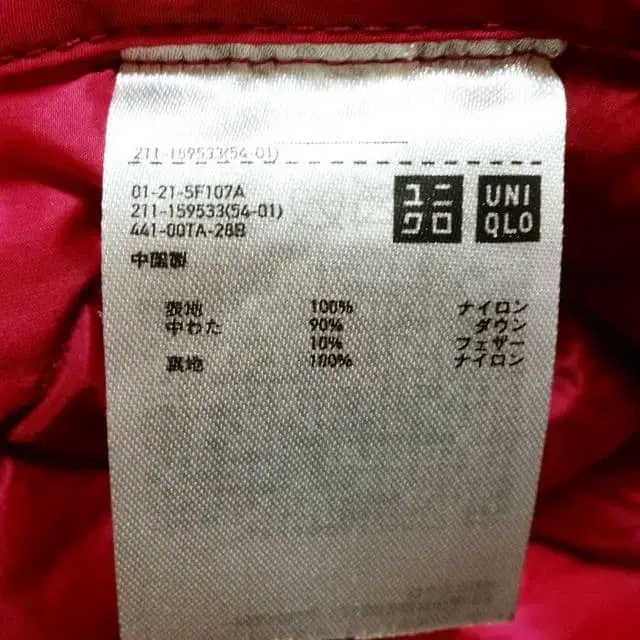 211-159533(54-01)
01-21-5F107A
211-159533(54-01)
441-00TA-28B
中国製
ユニ
クロ
UNI
QLO
表地 100% ナイロン
中わた 90% ダウン
10% フェザー
裏地 100% ナイロン